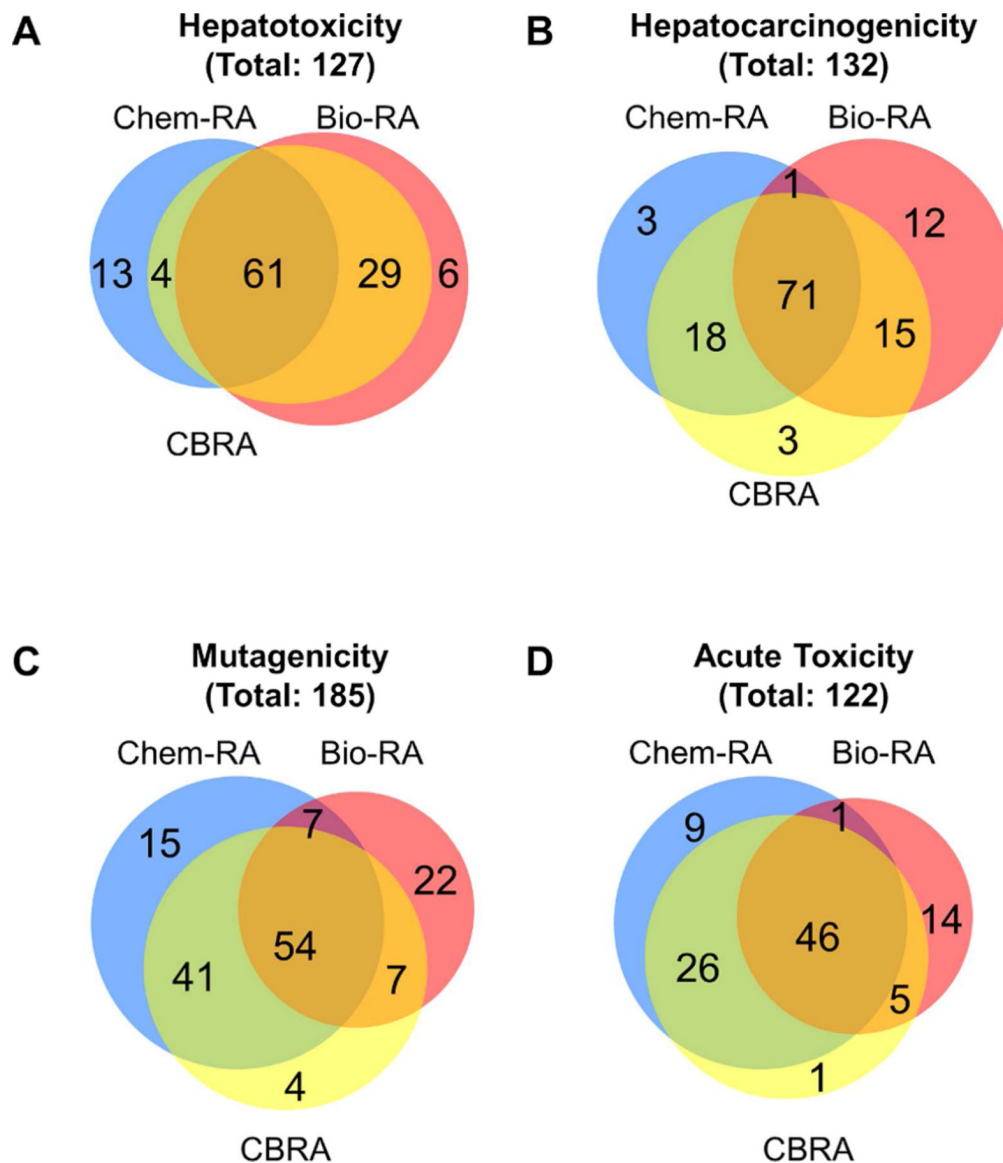 A
Hepatotoxicity
(Total: 127)
Chem-RA
Bio-RA
13
4
61
29
6
CBRA
B
Hepatocarcinogenicity
(Total: 132)
Chem-RA
Bio-RA
1
3
12
71
18
15
3
CBRA
C
Mutagenicity
(Total: 185)
Chem-RA
Bio-RA
7
15
22
54
41
7
4
CBRA
D
Acute Toxicity
(Total: 122)
Chem-RA
Bio-RA
1
9
14
46
26
5
1
CBRA